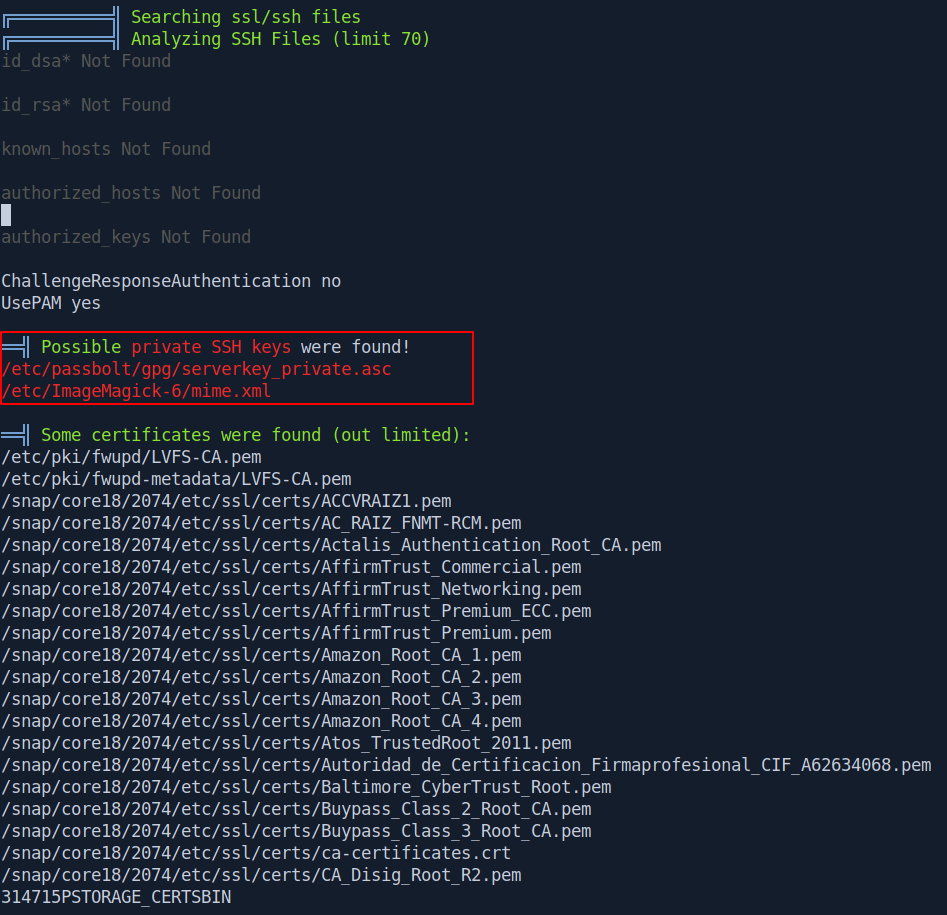 ╔══════════╣ Searching ssl/ssh files
╔══════════╣ Analyzing SSH Files (limit 70)
id_dsa* Not Found
id_rsa* Not Found
known_hosts Not Found
authorized_hosts Not Found
authorized_keys Not Found
ChallengeResponseAuthentication no
UsePAM yes
══╣ Possible private SSH keys were found!
/etc/passbolt/gpg/serverkey_private.asc
/etc/ImageMagick-6/mime.xml
══╣ Some certificates were found (out limited):
/etc/pki/fwupd/LVFS-CA.pem
/etc/pki/fwupd-metadata/LVFS-CA.pem
/snap/core18/2074/etc/ssl/certs/ACCVRAIZ1.pem
/snap/core18/2074/etc/ssl/certs/AC_RAIZ_FNMT-RCM.pem
/snap/core18/2074/etc/ssl/certs/Actalis_Authentication_Root_CA.pem
/snap/core18/2074/etc/ssl/certs/AffirmTrust_Commercial.pem
/snap/core18/2074/etc/ssl/certs/AffirmTrust_Networking.pem
/snap/core18/2074/etc/ssl/certs/AffirmTrust_Premium_ECC.pem
/snap/core18/2074/etc/ssl/certs/AffirmTrust_Premium.pem
/snap/core18/2074/etc/ssl/certs/Amazon_Root_CA_1.pem
/snap/core18/2074/etc/ssl/certs/Amazon_Root_CA_2.pem
/snap/core18/2074/etc/ssl/certs/Amazon_Root_CA_3.pem
/snap/core18/2074/etc/ssl/certs/Amazon_Root_CA_4.pem
/snap/core18/2074/etc/ssl/certs/Atos_TrustedRoot_2011.pem
/snap/core18/2074/etc/ssl/certs/Autoridad_de_Certificacion_Firmaprofesional_CIF_A62634068.pem
/snap/core18/2074/etc/ssl/certs/Baltimore_CyberTrust_Root.pem
/snap/core18/2074/etc/ssl/certs/Buypass_Class_2_Root_CA.pem
/snap/core18/2074/etc/ssl/certs/Buypass_Class_3_Root_CA.pem
/snap/core18/2074/etc/ssl/certs/ca-certificates.crt
/snap/core18/2074/etc/ssl/certs/CA_Disig_Root_R2.pem
314715PSTORAGE_CERTSBIN